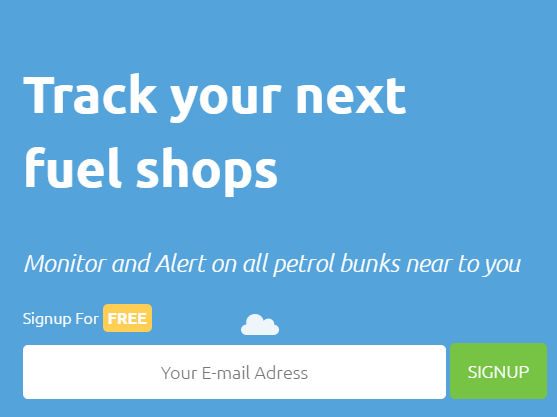 Track your next
fuel shops
Monitor and Alert on all petrol bunks near to you
Signup For FREE
Your E-mail Adress
SIGNUP